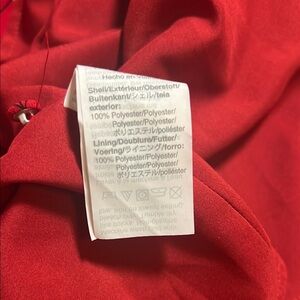 Hecho en
Shell/Extérieur/Oberstoff/
Buitenkant/シェル/tela
exterior:
100% Polyester/Polyester/
Polyester/Polyester/
ポリエステル/poliéster
Lining/Doublure/Futter/
Voering/ライニング/forro:
100% Polyester/Polyester/
Polyester/Polyester/
ポリエステル/poliéster